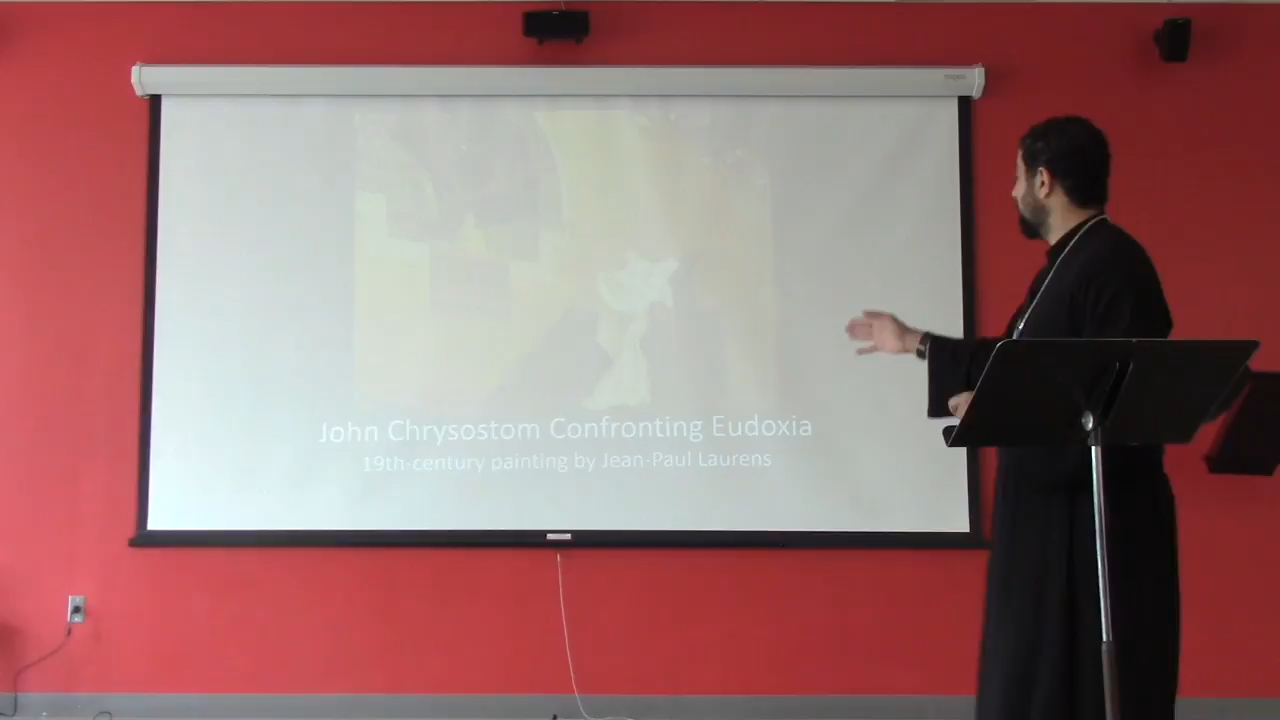 John Chrysostom Confronting Eudoxia
19th-century painting by Jean-Paul Laurens